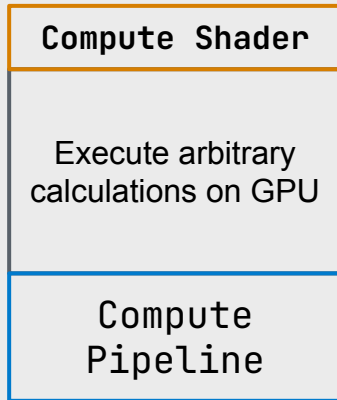 Compute Shader
Execute arbitrary
calculations on GPU
Compute
Pipeline